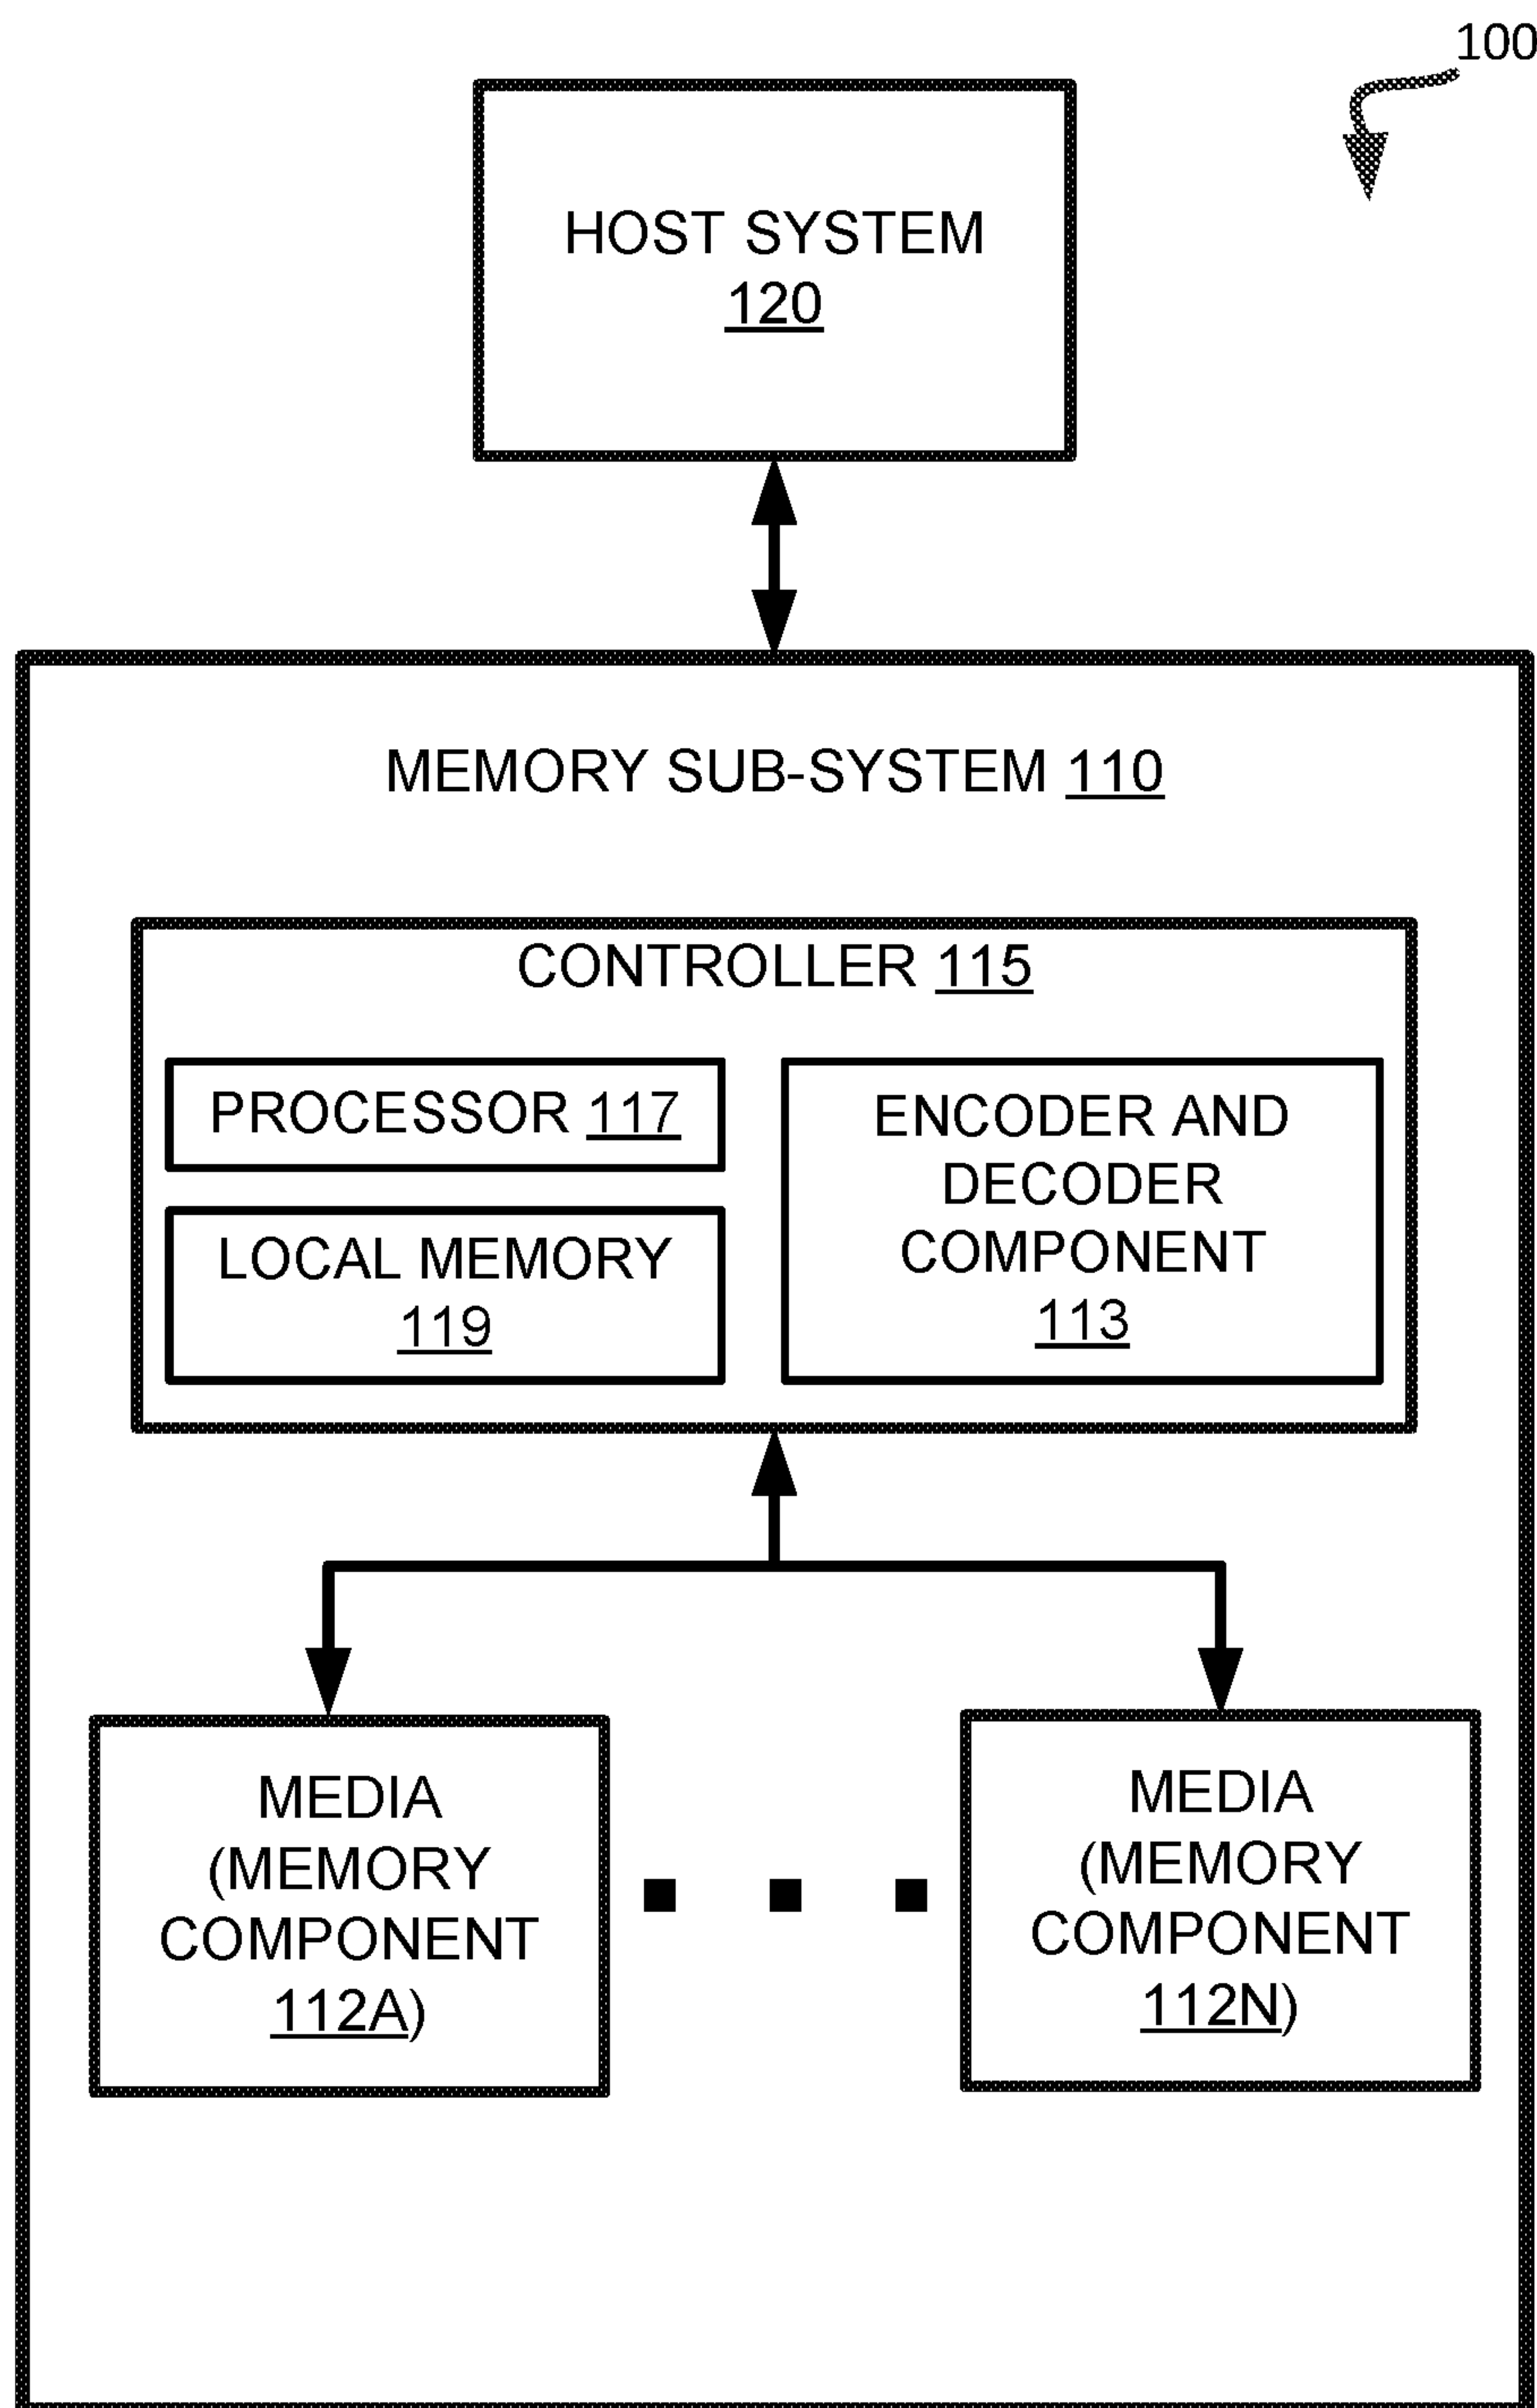 100
HOST SYSTEM
120
MEMORY SUB-SYSTEM 110
CONTROLLER 115
PROCESSOR 117
LOCAL MEMORY
119
ENCODER AND
DECODER
COMPONENT
113
MEDIA
(MEMORY
COMPONENT
112A)
MEDIA
(MEMORY
COMPONENT
112N)